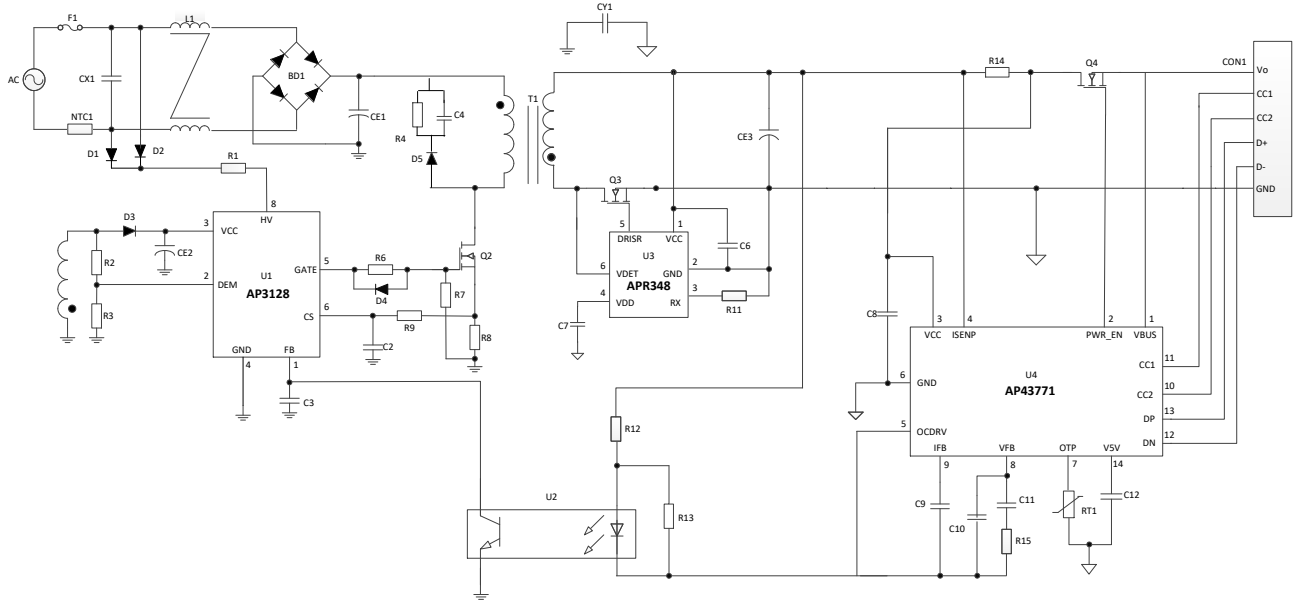 F1
L1
CY1
AC
CX1
BD1
NTC1
CE1
R4
C4
D5
T1
CE3
R14
Q4
CON1
Vo
CC1
CC2
D+
D-
GND
D1
D2
R1
8
HV
D3
3
VCC
CE2
R2
2
DEM
R3
U1
AP3128
GATE
5
R6
D4
Q2
R7
CS
6
R9
C2
R8
GND
4
FB
1
C3
Q3
5
DRISR
VCC
1
U3
APR348
6
VDET
GND
2
C6
4
VDD
RX
3
R11
C7
C8
3
VCC
4
ISENP
2
PWR_EN
1
VBUS
6
GND
U4
AP43771
CC1
11
CC2
10
DP
13
DN
12
5
OCDRV
IFB
9
VFB
8
OTP
7
V5V
14
R12
R13
U2
C9
C10
C11
R15
RT1
C12